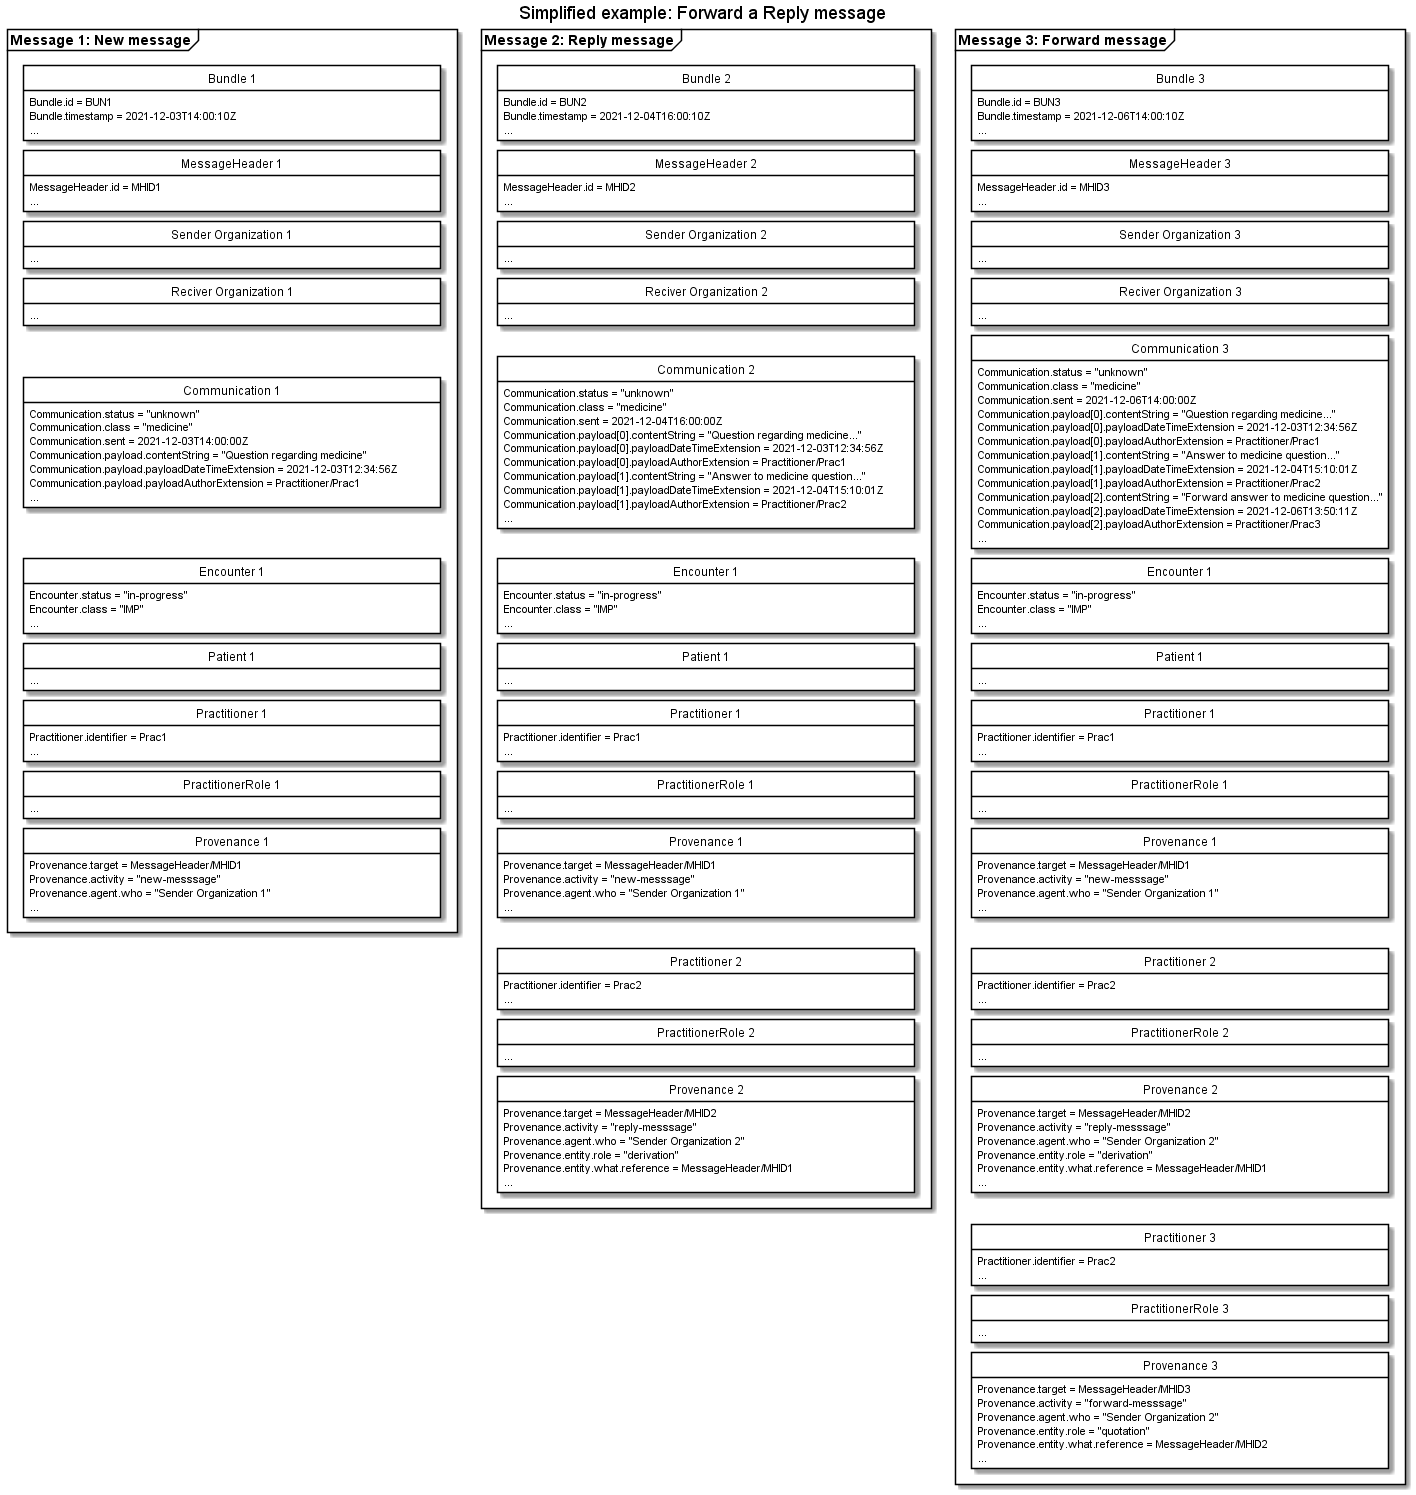 Simplified example: Forward a Reply message
Message 1: New message
Bundle 1
Bundle.id = BUN1
Bundle.timestamp = 2021-12-03T14:00:10Z
...
MessageHeader 1
MessageHeader.id = MHID1
...
Sender Organization 1
...
Reciver Organization 1
...
Communication 1
Communication.status = "unknown"
Communication.class = "medicine"
Communication.sent = 2021-12-03T14:00:00Z
Communication.payload.contentString = "Question regarding medicine"
Communication.payload.payloadDateTimeExtension = 2021-12-03T12:34:56Z
Communication.payload.payloadAuthorExtension = Practitioner/Prac1
...
Encounter 1
Encounter.status = "in-progress"
Encounter.class = "IMP"
...
Patient 1
...
Practitioner 1
Practitioner.identifier = Prac1
...
PractitionerRole 1
...
Provenance 1
Provenance.target = MessageHeader/MHID1
Provenance.activity = "new-messsage"
Provenance.agent.who = "Sender Organization 1"
...
Message 2: Reply message
Bundle 2
Bundle.id = BUN2
Bundle.timestamp = 2021-12-04T16:00:10Z
...
MessageHeader 2
MessageHeader.id = MHID2
...
Sender Organization 2
...
Reciver Organization 2
...
Communication 2
Communication.status = "unknown"
Communication.class = "medicine"
Communication.sent = 2021-12-04T16:00:00Z
Communication.payload[0].contentString = "Question regarding medicine..."
Communication.payload[0].payloadDateTimeExtension = 2021-12-03T12:34:56Z
Communication.payload[0].payloadAuthorExtension = Practitioner/Prac1
Communication.payload[1].contentString = "Answer to medicine question..."
Communication.payload[1].payloadDateTimeExtension = 2021-12-04T15:10:01Z
Communication.payload[1].payloadAuthorExtension = Practitioner/Prac2
...
Encounter 1
Encounter.status = "in-progress"
Encounter.class = "IMP"
...
Patient 1
...
Practitioner 1
Practitioner.identifier = Prac1
...
PractitionerRole 1
...
Provenance 1
Provenance.target = MessageHeader/MHID1
Provenance.activity = "new-messsage"
Provenance.agent.who = "Sender Organization 1"
...
Practitioner 2
Practitioner.identifier = Prac2
...
PractitionerRole 2
...
Provenance 2
Provenance.target = MessageHeader/MHID2
Provenance.activity = "reply-messsage"
Provenance.agent.who = "Sender Organization 2"
Provenance.entity.role = "derivation"
Provenance.entity.what.reference = MessageHeader/MHID1
...
Message 3: Forward message
Bundle 3
Bundle.id = BUN3
Bundle.timestamp = 2021-12-06T14:00:10Z
...
MessageHeader 3
MessageHeader.id = MHID3
...
Sender Organization 3
...
Reciver Organization 3
...
Communication 3
Communication.status = "unknown"
Communication.class = "medicine"
Communication.sent = 2021-12-06T14:00:00Z
Communication.payload[0].contentString = "Question regarding medicine..."
Communication.payload[0].payloadDateTimeExtension = 2021-12-03T12:34:56Z
Communication.payload[0].payloadAuthorExtension = Practitioner/Prac1
Communication.payload[1].contentString = "Answer to medicine question..."
Communication.payload[1].payloadDateTimeExtension = 2021-12-04T15:10:01Z
Communication.payload[1].payloadAuthorExtension = Practitioner/Prac2
Communication.payload[2].contentString = "Forward answer to medicine question..."
Communication.payload[2].payloadDateTimeExtension = 2021-12-06T13:50:11Z
Communication.payload[2].payloadAuthorExtension = Practitioner/Prac3
...
Encounter 1
Encounter.status = "in-progress"
Encounter.class = "IMP"
...
Patient 1
...
Practitioner 1
Practitioner.identifier = Prac1
...
PractitionerRole 1
...
Provenance 1
Provenance.target = MessageHeader/MHID1
Provenance.activity = "new-messsage"
Provenance.agent.who = "Sender Organization 1"
...
Practitioner 2
Practitioner.identifier = Prac2
...
PractitionerRole 2
...
Provenance 2
Provenance.target = MessageHeader/MHID2
Provenance.activity = "reply-messsage"
Provenance.agent.who = "Sender Organization 2"
Provenance.entity.role = "derivation"
Provenance.entity.what.reference = MessageHeader/MHID1
...
Practitioner 3
Practitioner.identifier = Prac2
...
PractitionerRole 3
...
Provenance 3
Provenance.target = MessageHeader/MHID3
Provenance.activity = "forward-messsage"
Provenance.agent.who = "Sender Organization 2"
Provenance.entity.role = "quotation"
Provenance.entity.what.reference = MessageHeader/MHID2
...